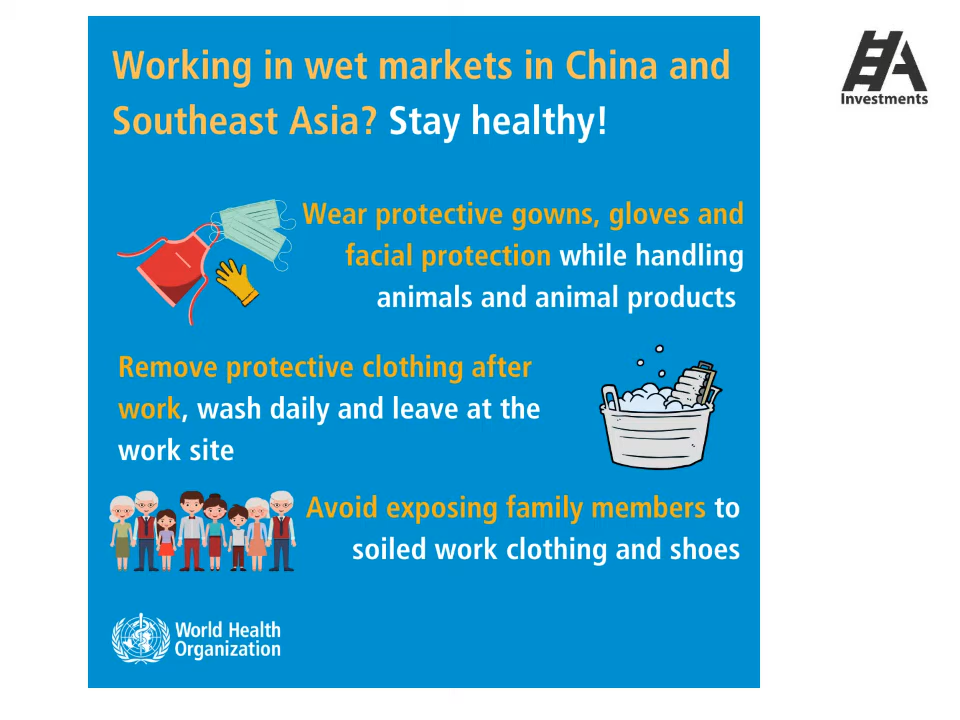 Working in wet markets in China and
Southeast Asia? Stay healthy!
Wear protective gowns, gloves and
facial protection while handling
animals and animal products
Remove protective clothing after
work, wash daily and leave at the
work site
Avoid exposing family members to
soiled work clothing and shoes
World Health
Organization
HA
Investments